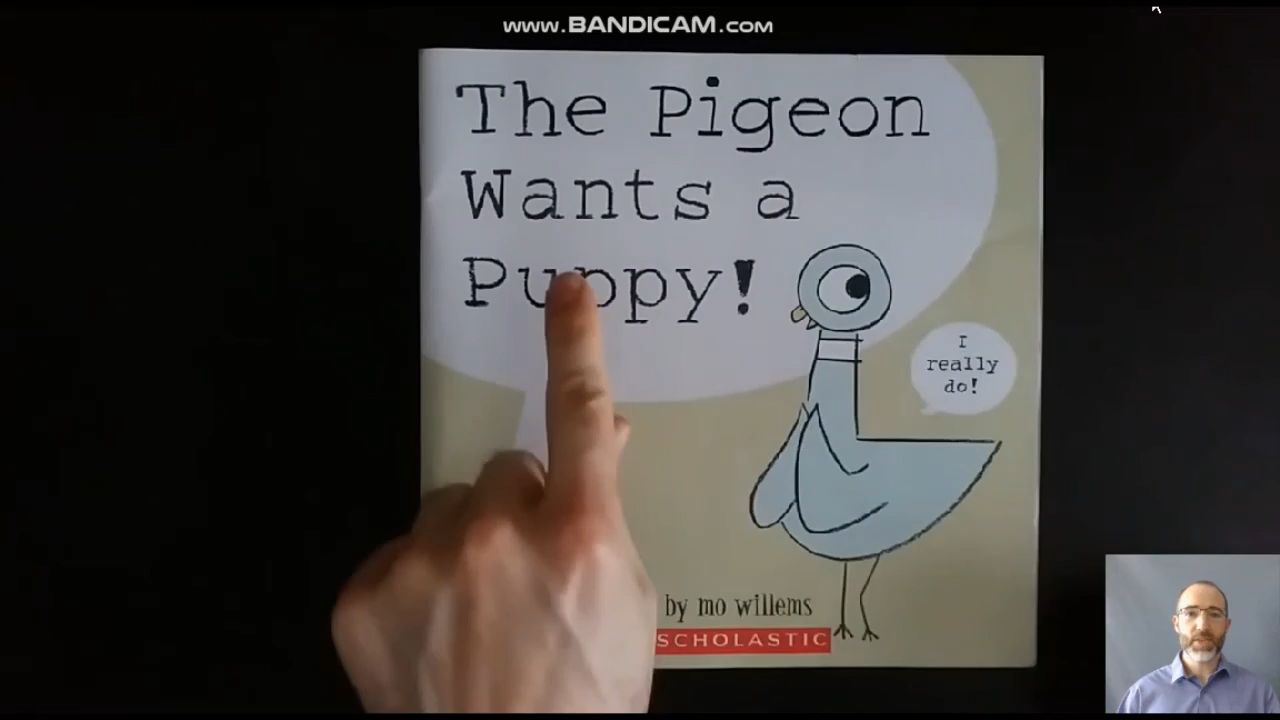 www.BANDICAM.com
The Pigeon
Wants a
Puppy!
I
really
do!
by mo willems
SCHOLASTIC